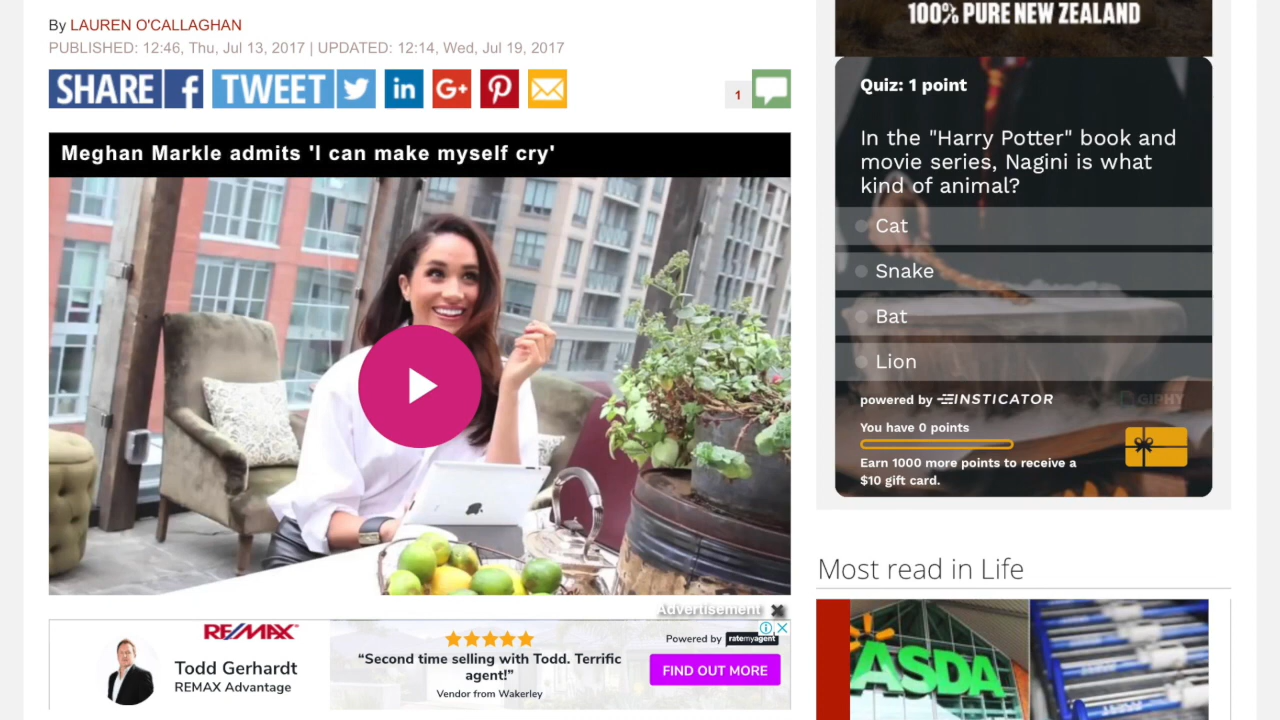 By LAUREN O'CALLAGHAN
PUBLISHED: 12:46, Thu, Jul 13, 2017 | UPDATED: 12:14, Wed, Jul 19, 2017
SHARE f TWEET in G+ 1
Meghan Markle admits 'I can make myself cry'
Advertisement
RE/MAX
Todd Gerhardt
REMAX Advantage
“Second time selling with Todd. Terrific
agent!”
Vendor from Wakerley
Powered by ratemyagent
FIND OUT MORE
100% PURE NEW ZEALAND
Quiz: 1 point
In the "Harry Potter" book and
movie series, Nagini is what
kind of animal?
Cat
Snake
Bat
Lion
powered by INSTICATOR
GIPHY
You have 0 points
Earn 1000 more points to receive a
$10 gift card.
Most read in Life
ASDA